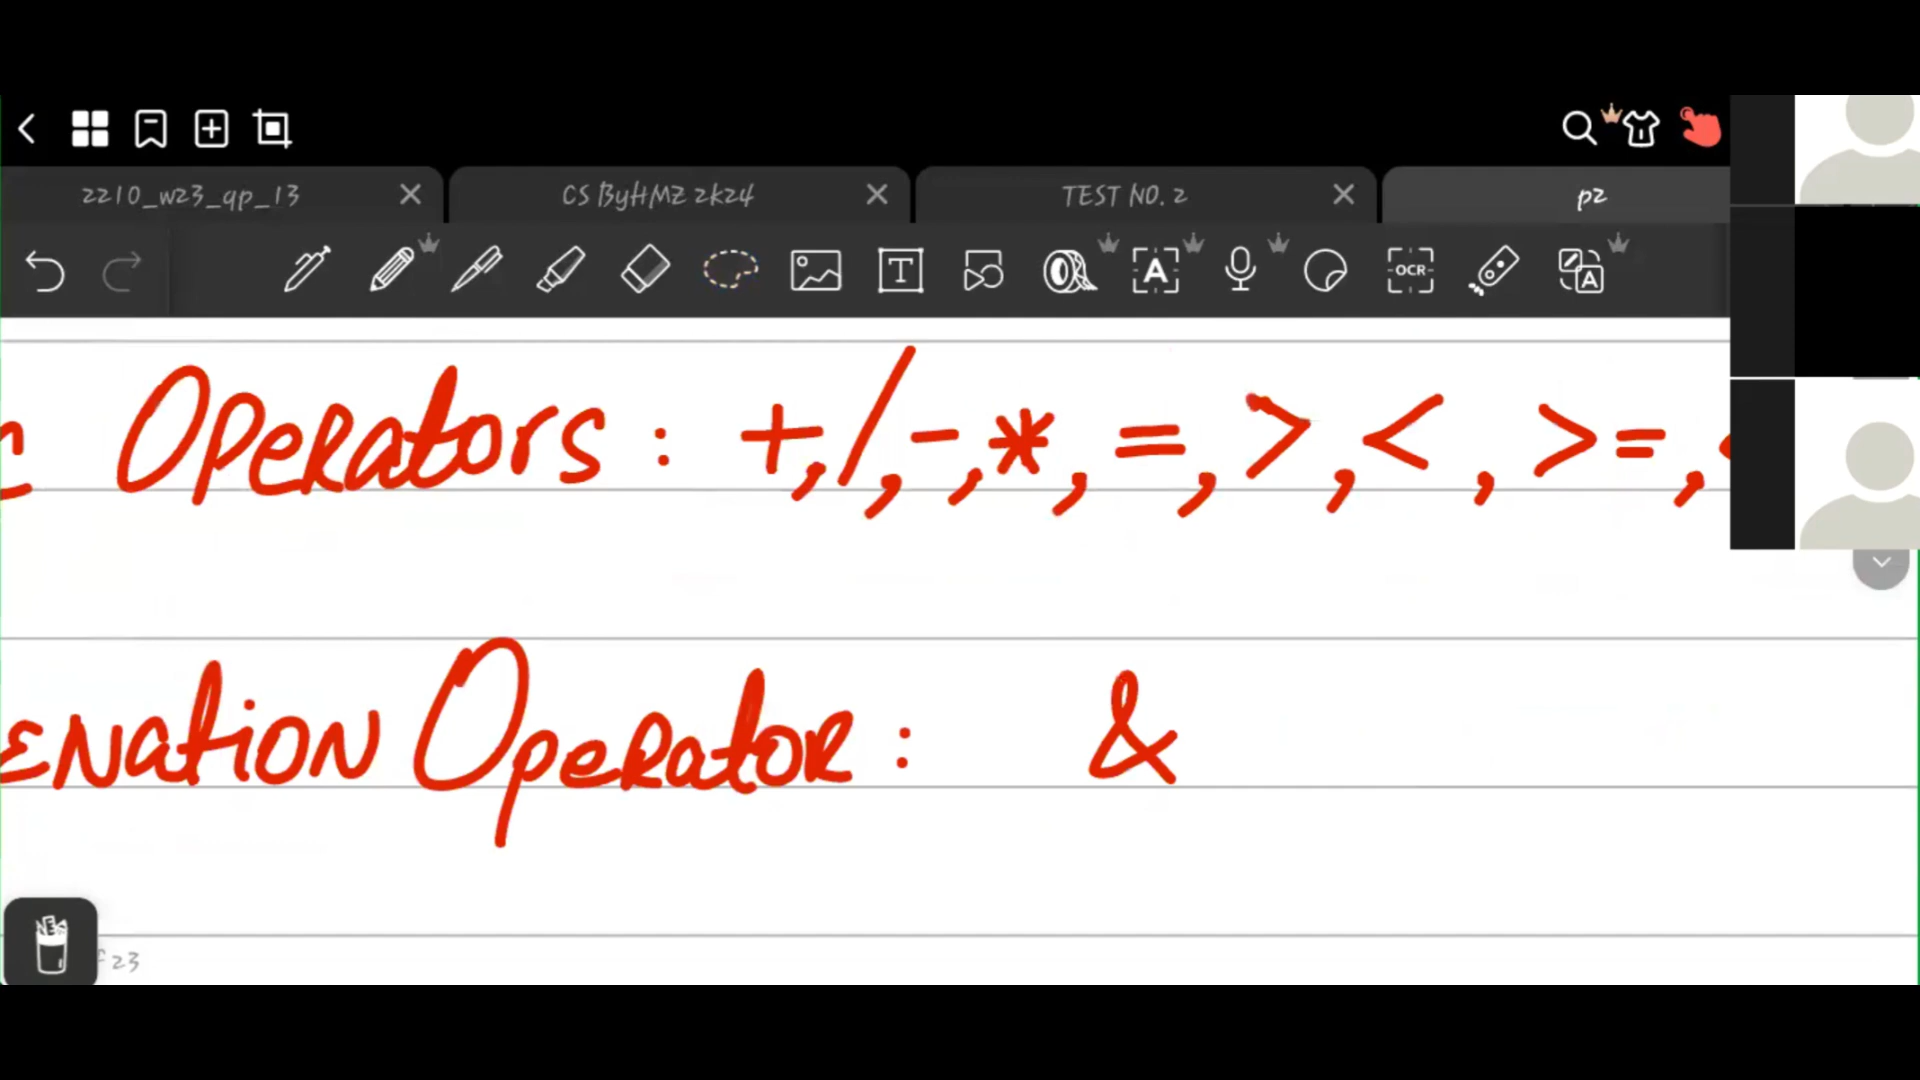 2210_w23_qp_13
CS ByHMZ 2k24
TEST NO. 2
p2
T
A
OCR
A
c Operators : +, /, -, *, =, >, <, >=, <
enation Operator : &
f 23